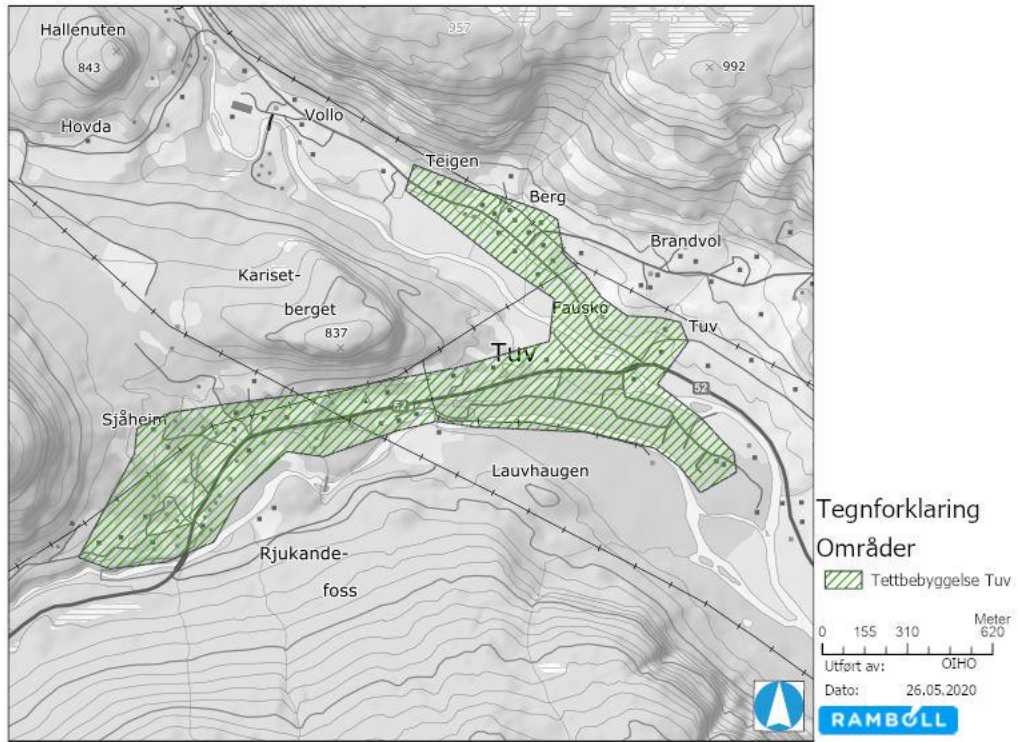 Hallenuten
843
957
992
Hovda
Vollo
Teigen
Berg
Brandvol
Kariset-
berget
837
Fausko
Tuv
Tuv
52
52
Sjåheim
Lauvhaugen
Rjukande-
foss
Tegnforklaring
Områder
Tettbebyggelse Tuv
Meter
0 155 310 620
Utført av: OIHO
Dato: 26.05.2020
RAMBOLL